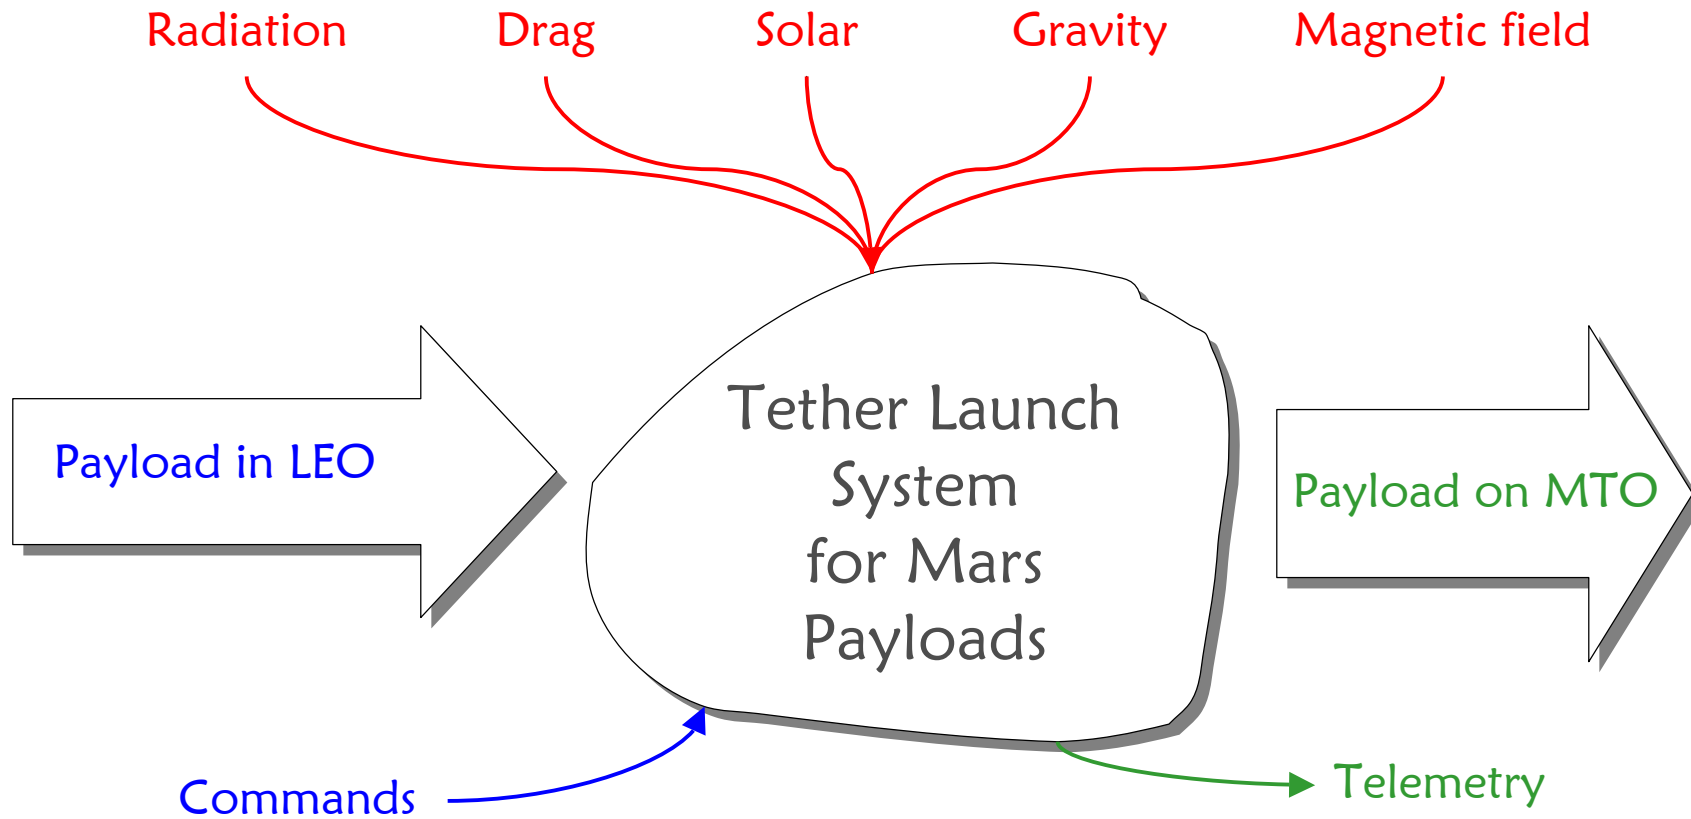 Radiation
Drag
Solar
Gravity
Magnetic field
Payload in LEO
Tether Launch
System
for Mars
Payloads
Payload on MTO
Commands
Telemetry